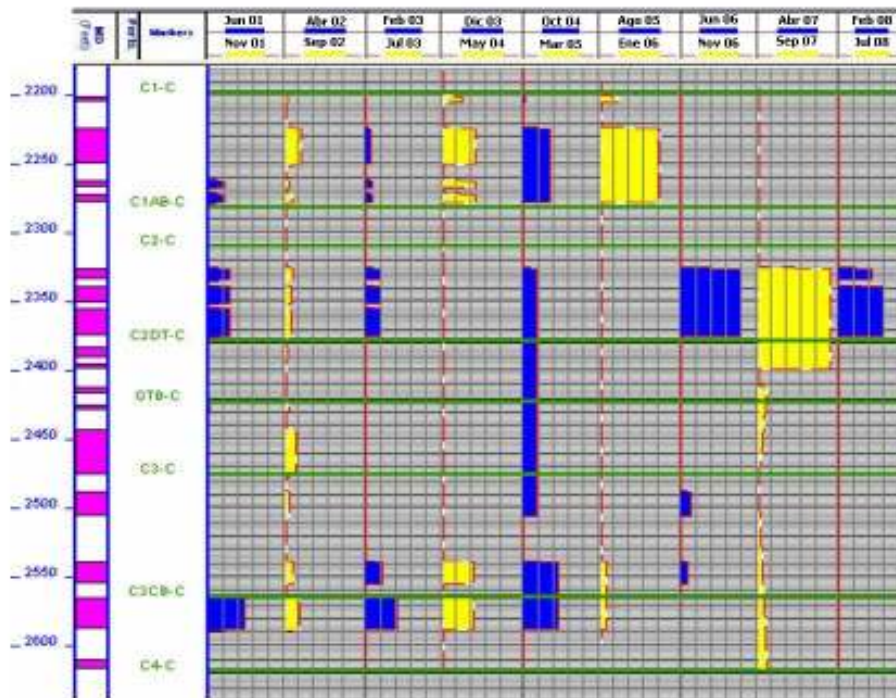 MD
(Feet)
Perfs
Markers
Jun 01
Nov 01
Abr 02
Sep 02
Feb 03
Jul 03
Dic 03
May 04
Oct 04
Mar 05
Ago 05
Ene 06
Jun 06
Nov 06
Abr 07
Sep 07
Feb 08
Jul 08
C1-C
2200
2250
C1AB-C
2300
C2-C
2350
C2DT-C
2400
DTB-C
2450
C3-C
2500
2550
C3CB-C
2600
C4-C